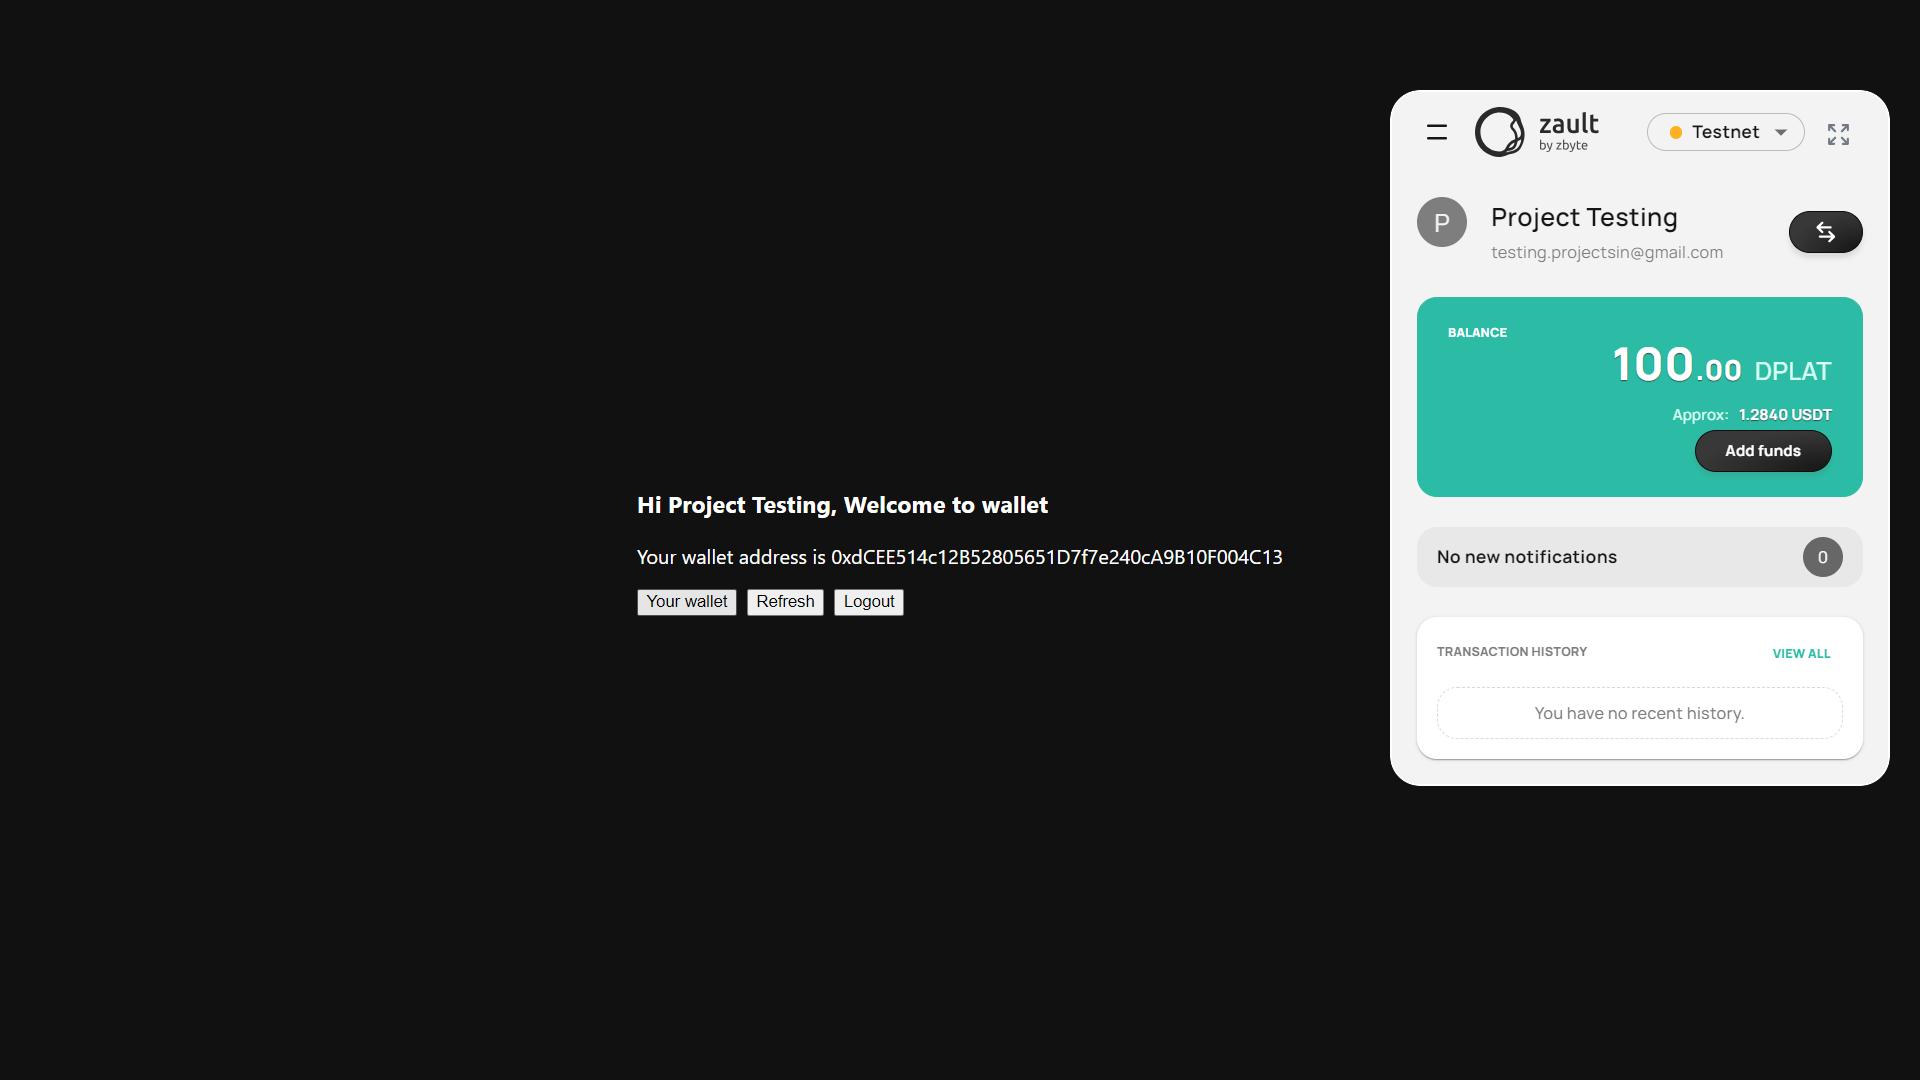 Hi Project Testing, Welcome to wallet
Your wallet address is 0xdCEE514c12B52805651D7f7e240cA9B10F004C13
Your wallet Refresh Logout
zault
by zbyte
Testnet
P
Project Testing
testing.projectsin@gmail.com
BALANCE
100.00 DPLAT
Approx: 1.2840 USDT
Add funds
No new notifications 0
TRANSACTION HISTORY VIEW ALL
You have no recent history.